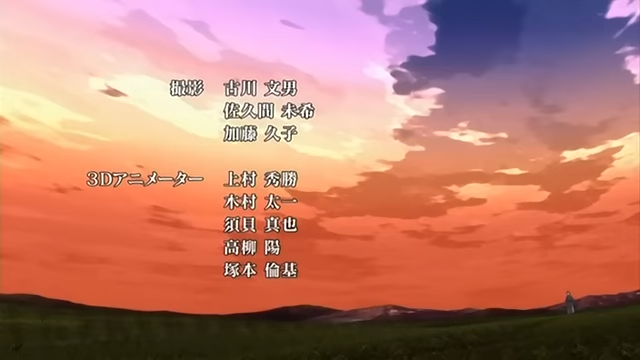 撮影 古川 文男
佐久間 未希
加藤 久子
3Dアニメーター 上村 秀勝
木村 太一
須貝 真也
高柳 陽
塚本 倫基